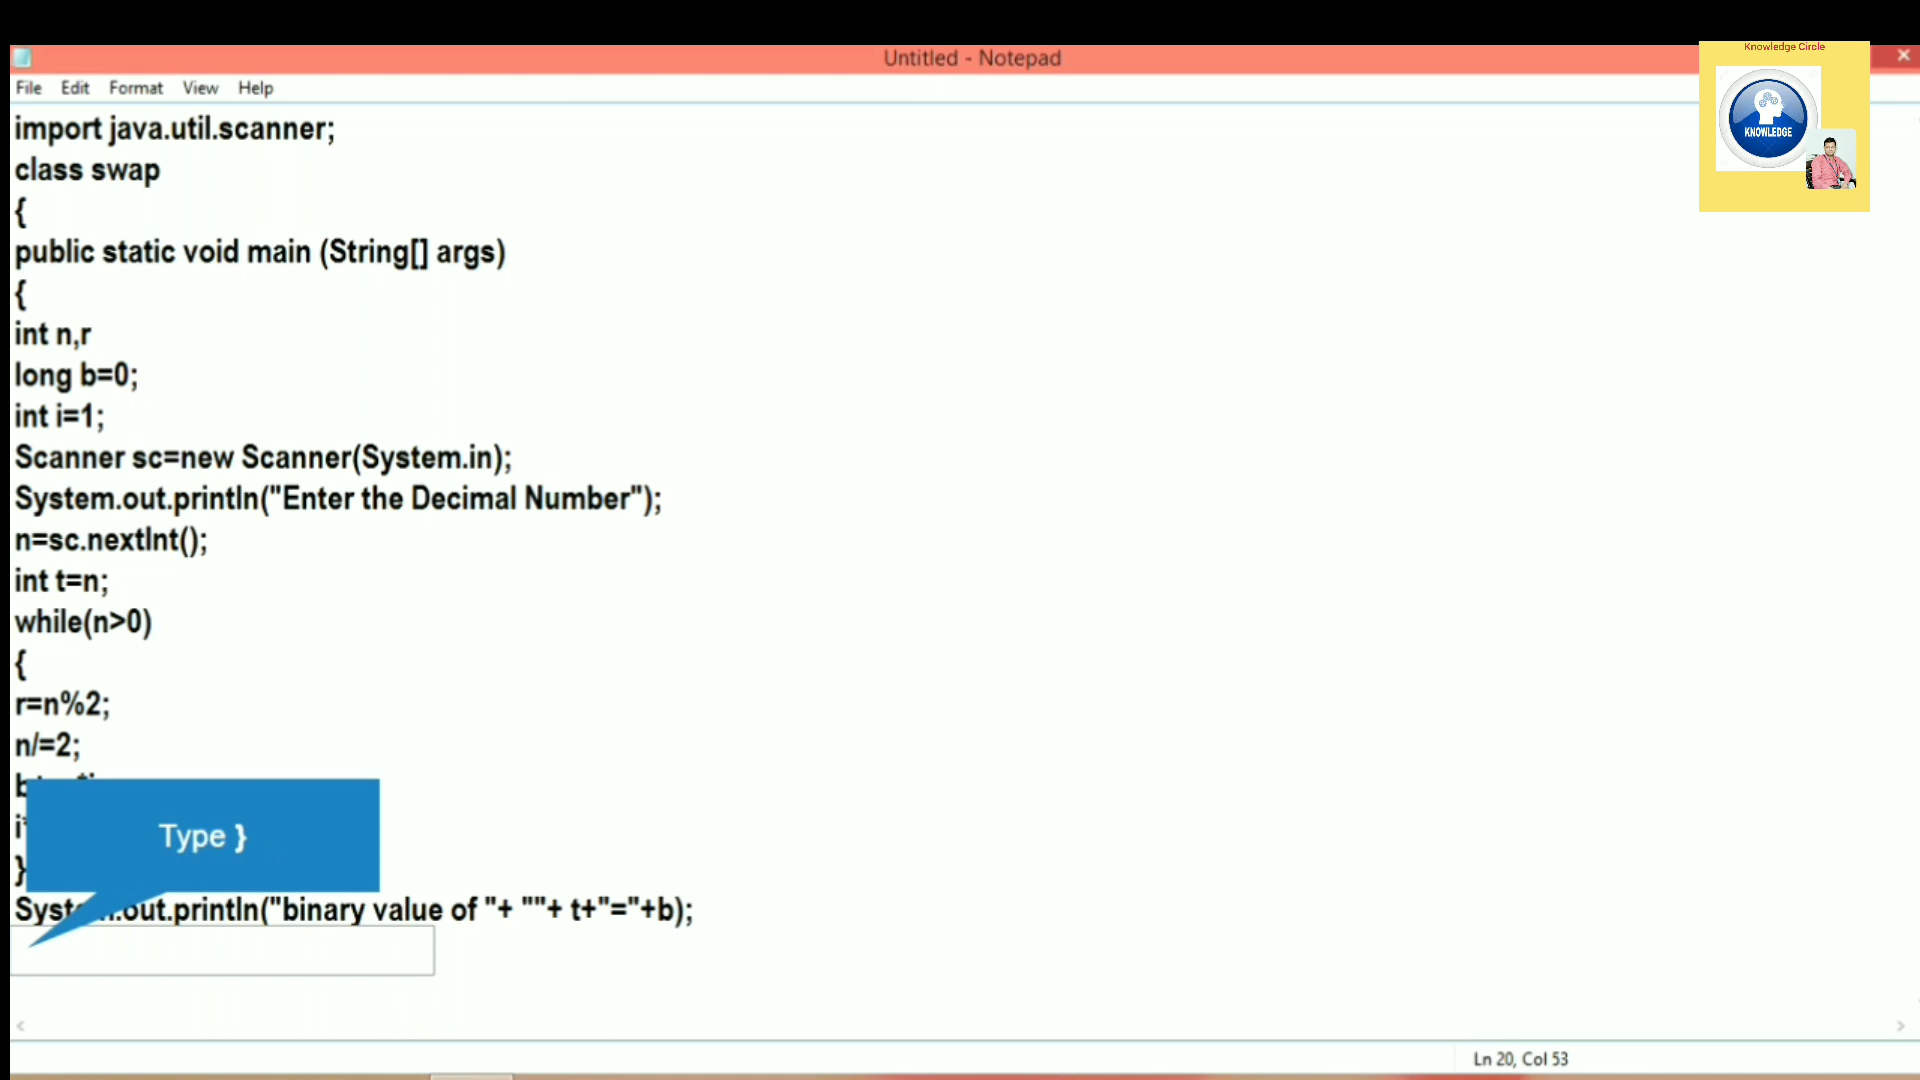 Untitled - Notepad
Knowledge Circle
File Edit Format View Help
KNOWLEDGE
import java.util.scanner;
class swap
{
public static void main (String[] args)
{
int n,r
long b=0;
int i=1;
Scanner sc=new Scanner(System.in);
System.out.println("Enter the Decimal Number");
n=sc.nextInt();
int t=n;
while(n>0)
{
r=n%2;
n/=2;
Type }
}
System.out.println("binary value of "+ ""+ t+"="+b);
Ln 20, Col 53